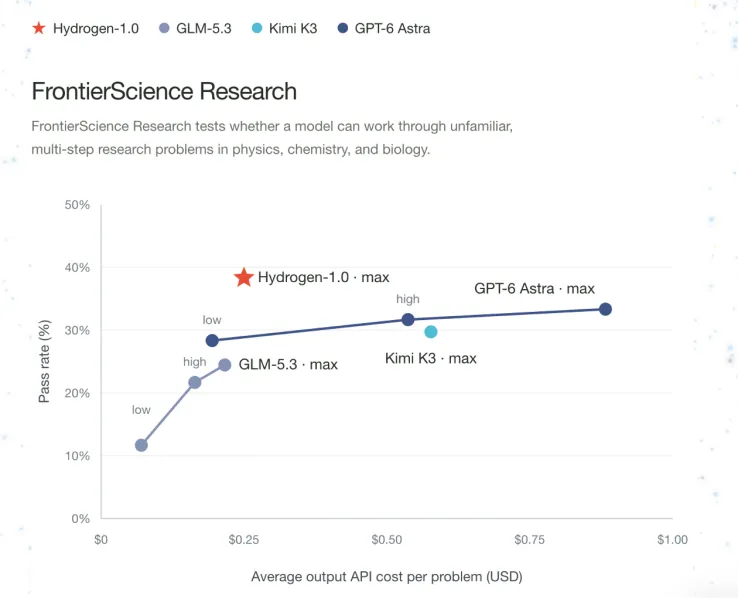 Hydrogen-1.0 GLM-5.3 Kimi K3 GPT-6 Astra
FrontierScience Research
FrontierScience Research tests whether a model can work through unfamiliar,
multi-step research problems in physics, chemistry, and biology.
50%
40%
30%
20%
10%
0%
Pass rate (%)
Hydrogen-1.0 · max
GPT-6 Astra · max
high
low
Kimi K3 · max
high
GLM-5.3 · max
low
$0 $0.25 $0.50 $0.75 $1.00
Average output API cost per problem (USD)